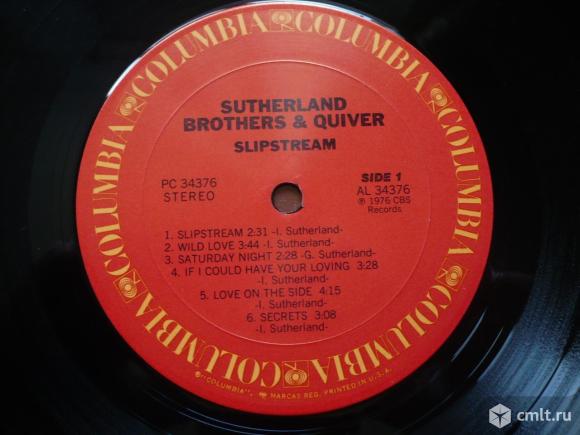 COLUMBIA COLUMBIA COLUMBIA COLUMBIA COLUMBIA COLUMBIA
SUTHERLAND
BROTHERS & QUIVER
SLIPSTREAM
PC 34376
STEREO
SIDE 1
AL 34376
℗ 1976 CBS
Records
1. SLIPSTREAM 2:31 -I. Sutherland-
2. WILD LOVE 3:44 -I. Sutherland-
3. SATURDAY NIGHT 2:28 -G. Sutherland-
4. IF I COULD HAVE YOUR LOVING 3:28
-I. Sutherland-
5. LOVE ON THE SIDE 4:15
-I. Sutherland-
6. SECRETS 3:08
-I. Sutherland-
"COLUMBIA", MARCAS REG. PRINTED IN U.S.A.
cmlt.ru